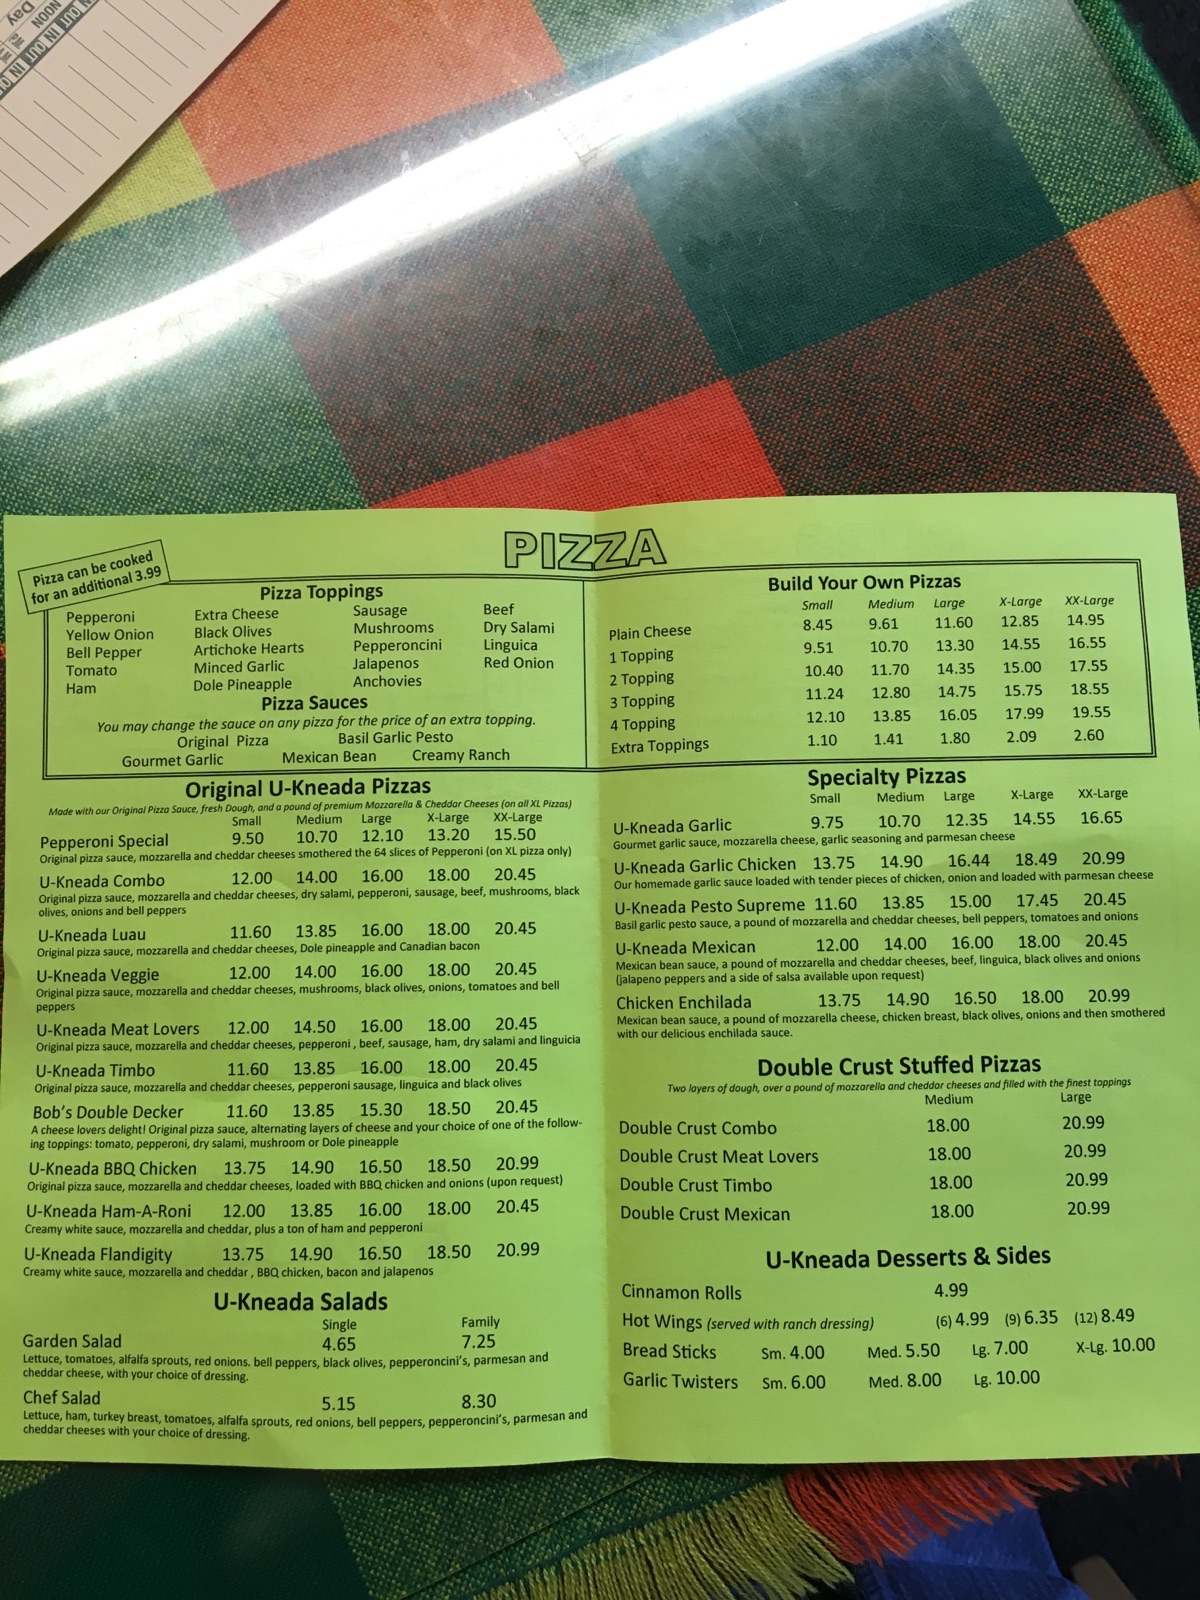 Day
NOON
IN OUT IN OUT IN OUT
PIZZA
Pizza can be cooked
for an additional 3.99
Pizza Toppings
Pepperoni Extra Cheese Sausage Beef
Yellow Onion Black Olives Mushrooms Dry Salami
Bell Pepper Artichoke Hearts Pepperoncini Linguica
Tomato Minced Garlic Jalapenos Red Onion
Ham Dole Pineapple Anchovies
Pizza Sauces
You may change the sauce on any pizza for the price of an extra topping.
Original Pizza Basil Garlic Pesto
Gourmet Garlic Mexican Bean Creamy Ranch
Build Your Own Pizzas
Small Medium Large X-Large XX-Large
Plain Cheese 8.45 9.61 11.60 12.85 14.95
1 Topping 9.51 10.70 13.30 14.55 16.55
2 Topping 10.40 11.70 14.35 15.00 17.55
3 Topping 11.24 12.80 14.75 15.75 18.55
4 Topping 12.10 13.85 16.05 17.99 19.55
Extra Toppings 1.10 1.41 1.80 2.09 2.60
Original U-Kneada Pizzas
Made with our Original Pizza Sauce, fresh Dough, and a pound of premium Mozzarella & Cheddar Cheeses (on all XL Pizzas)
Small Medium Large X-Large XX-Large
Pepperoni Special 9.50 10.70 12.10 13.20 15.50
Original pizza sauce, mozzarella and cheddar cheeses smothered the 64 slices of Pepperoni (on XL pizza only)
U-Kneada Combo 12.00 14.00 16.00 18.00 20.45
Original pizza sauce, mozzarella and cheddar cheeses, dry salami, pepperoni, sausage, beef, mushrooms, black
olives, onions and bell peppers
U-Kneada Luau 11.60 13.85 16.00 18.00 20.45
Original pizza sauce, mozzarella and cheddar cheeses, Dole pineapple and Canadian bacon
U-Kneada Veggie 12.00 14.00 16.00 18.00 20.45
Original pizza sauce, mozzarella and cheddar cheeses, mushrooms, black olives, onions, tomatoes and bell
peppers
U-Kneada Meat Lovers 12.00 14.50 16.00 18.00 20.45
Original pizza sauce, mozzarella and cheddar cheeses, pepperoni , beef, sausage, ham, dry salami and linguicia
U-Kneada Timbo 11.60 13.85 16.00 18.00 20.45
Original pizza sauce, mozzarella and cheddar cheeses, pepperoni sausage, linguica and black olives
Bob's Double Decker 11.60 13.85 15.30 18.50 20.45
A cheese lovers delight! Original pizza sauce, alternating layers of cheese and your choice of one of the follow-
ing toppings: tomato, pepperoni, dry salami, mushroom or Dole pineapple
U-Kneada BBQ Chicken 13.75 14.90 16.50 18.50 20.99
Original pizza sauce, mozzarella and cheddar cheeses, loaded with BBQ chicken and onions (upon request)
U-Kneada Ham-A-Roni 12.00 13.85 16.00 18.00 20.45
Creamy white sauce, mozzarella and cheddar, plus a ton of ham and pepperoni
U-Kneada Flandigity 13.75 14.90 16.50 18.50 20.99
Creamy white sauce, mozzarella and cheddar , BBQ chicken, bacon and jalapenos
U-Kneada Salads
Single Family
Garden Salad 4.65 7.25
Lettuce, tomatoes, alfalfa sprouts, red onions. bell peppers, black olives, pepperoncini's, parmesan and
cheddar cheese, with your choice of dressing.
Chef Salad 5.15 8.30
Lettuce, ham, turkey breast, tomatoes, alfalfa sprouts, red onions, bell peppers, pepperoncini's, parmesan and
cheddar cheeses with your choice of dressing.
Specialty Pizzas
Small Medium Large X-Large XX-Large
U-Kneada Garlic 9.75 10.70 12.35 14.55 16.65
Gourmet garlic sauce, mozzarella cheese, garlic seasoning and parmesan cheese
U-Kneada Garlic Chicken 13.75 14.90 16.44 18.49 20.99
Our homemade garlic sauce loaded with tender pieces of chicken, onion and loaded with parmesan cheese
U-Kneada Pesto Supreme 11.60 13.85 15.00 17.45 20.45
Basil garlic pesto sauce, a pound of mozzarella and cheddar cheeses, bell peppers, tomatoes and onions
U-Kneada Mexican 12.00 14.00 16.00 18.00 20.45
Mexican bean sauce, a pound of mozzarella and cheddar cheeses, beef, linguica, black olives and onions
(jalapeno peppers and a side of salsa available upon request)
Chicken Enchilada 13.75 14.90 16.50 18.00 20.99
Mexican bean sauce, a pound of mozzarella cheese, chicken breast, black olives, onions and then smothered
with our delicious enchilada sauce.
Double Crust Stuffed Pizzas
Two layers of dough, over a pound of mozzarella and cheddar cheeses and filled with the finest toppings
Medium Large
Double Crust Combo 18.00 20.99
Double Crust Meat Lovers 18.00 20.99
Double Crust Timbo 18.00 20.99
Double Crust Mexican 18.00 20.99
U-Kneada Desserts & Sides
Cinnamon Rolls 4.99
Hot Wings (served with ranch dressing) (6) 4.99 (9) 6.35 (12) 8.49
Bread Sticks Sm. 4.00 Med. 5.50 Lg. 7.00 X-Lg. 10.00
Garlic Twisters Sm. 6.00 Med. 8.00 Lg. 10.00